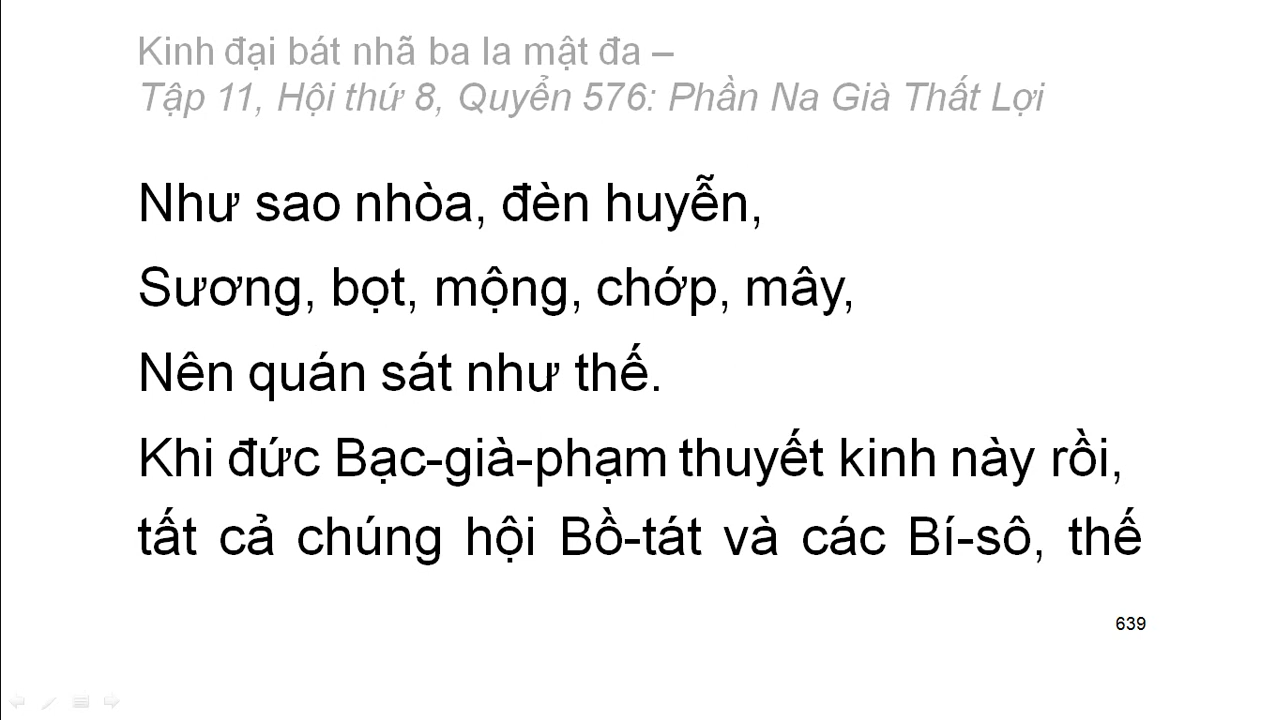 Kinh đại bát nhã ba la mật đa –
Tập 11, Hội thứ 8, Quyển 576: Phần Na Già Thất Lợi
Như sao nhòa, đèn huyễn,
Sương, bọt, mộng, chớp, mây,
Nên quán sát như thế.
Khi đức Bạc-già-phạm thuyết kinh này rồi,
tất cả chúng hội Bồ-tát và các Bí-sô, thế
639